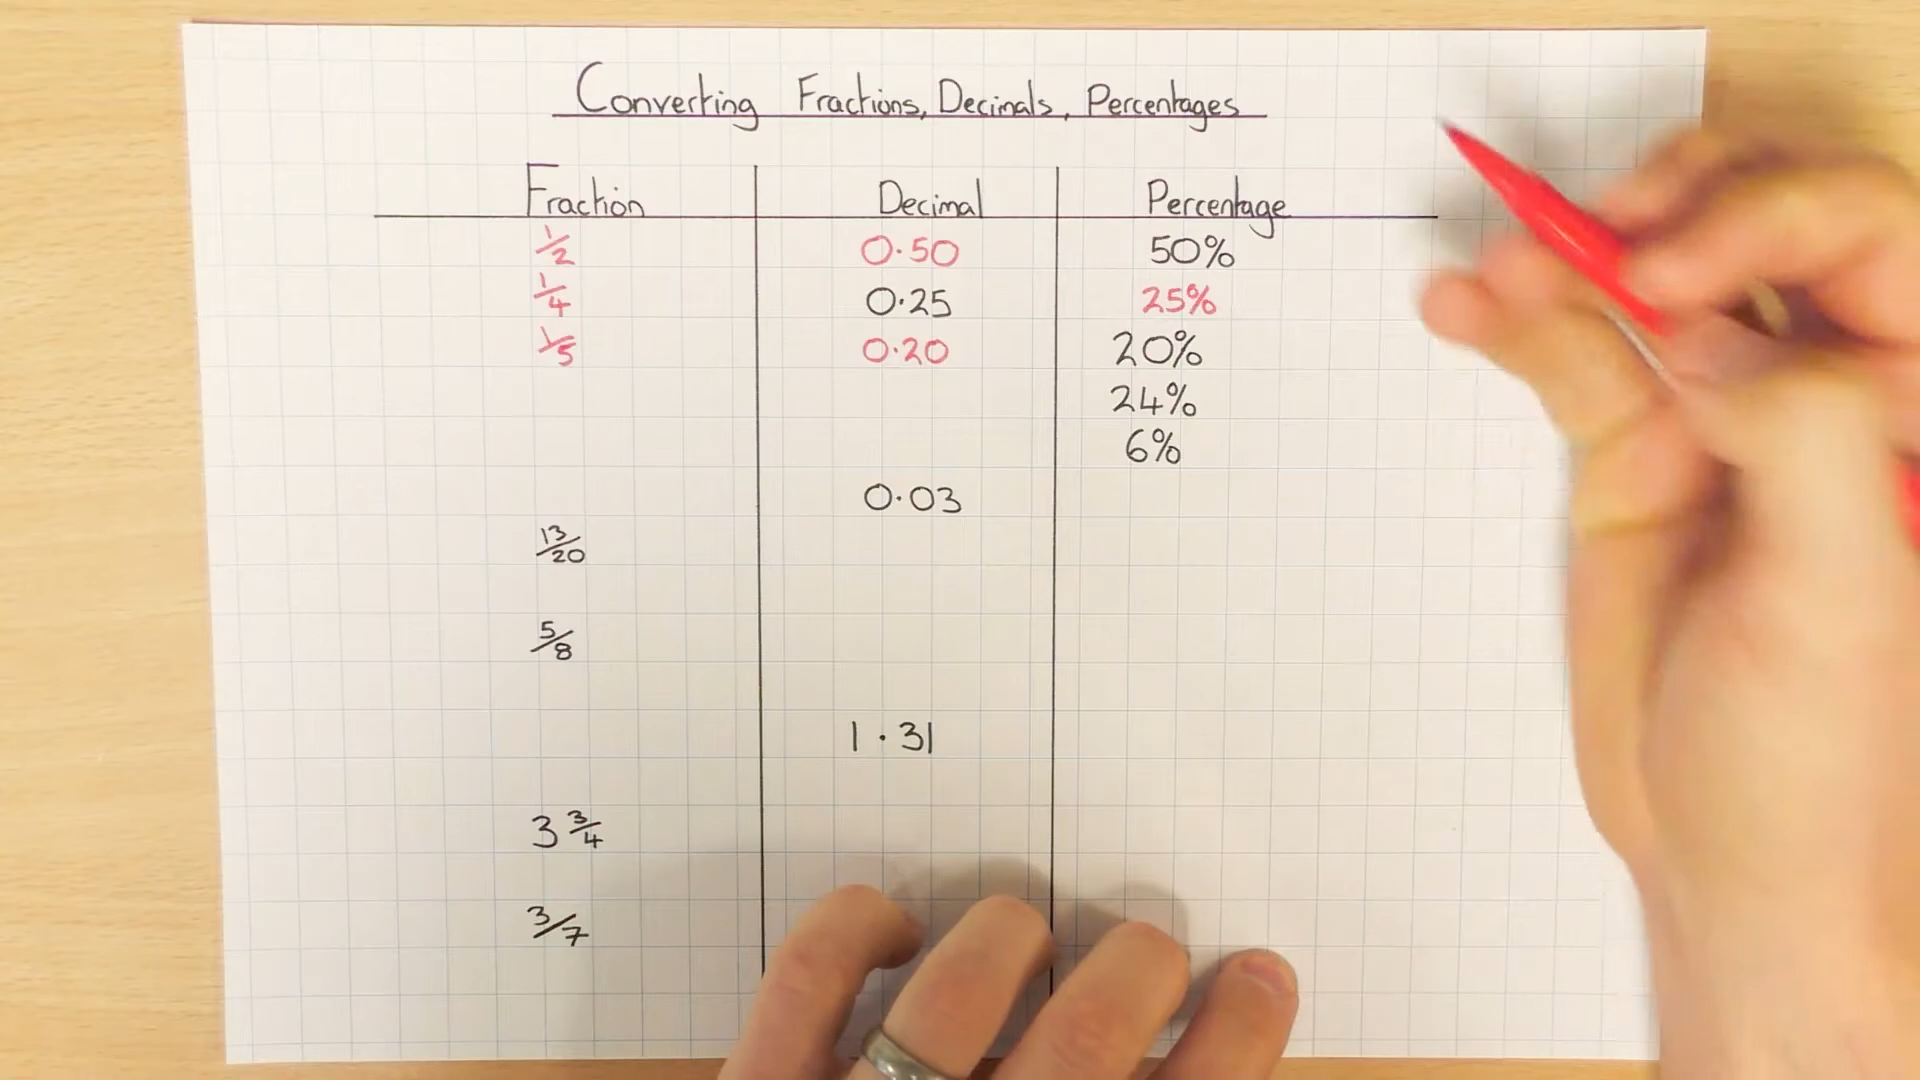 Converting Fractions, Decimals, Percentages
Fraction Decimal Percentage
1/2 0·50 50%
1/4 0·25 25%
1/5 0·20 20%
24%
6%
0·03
13/20
5/8
1·31
3 3/4
3/7